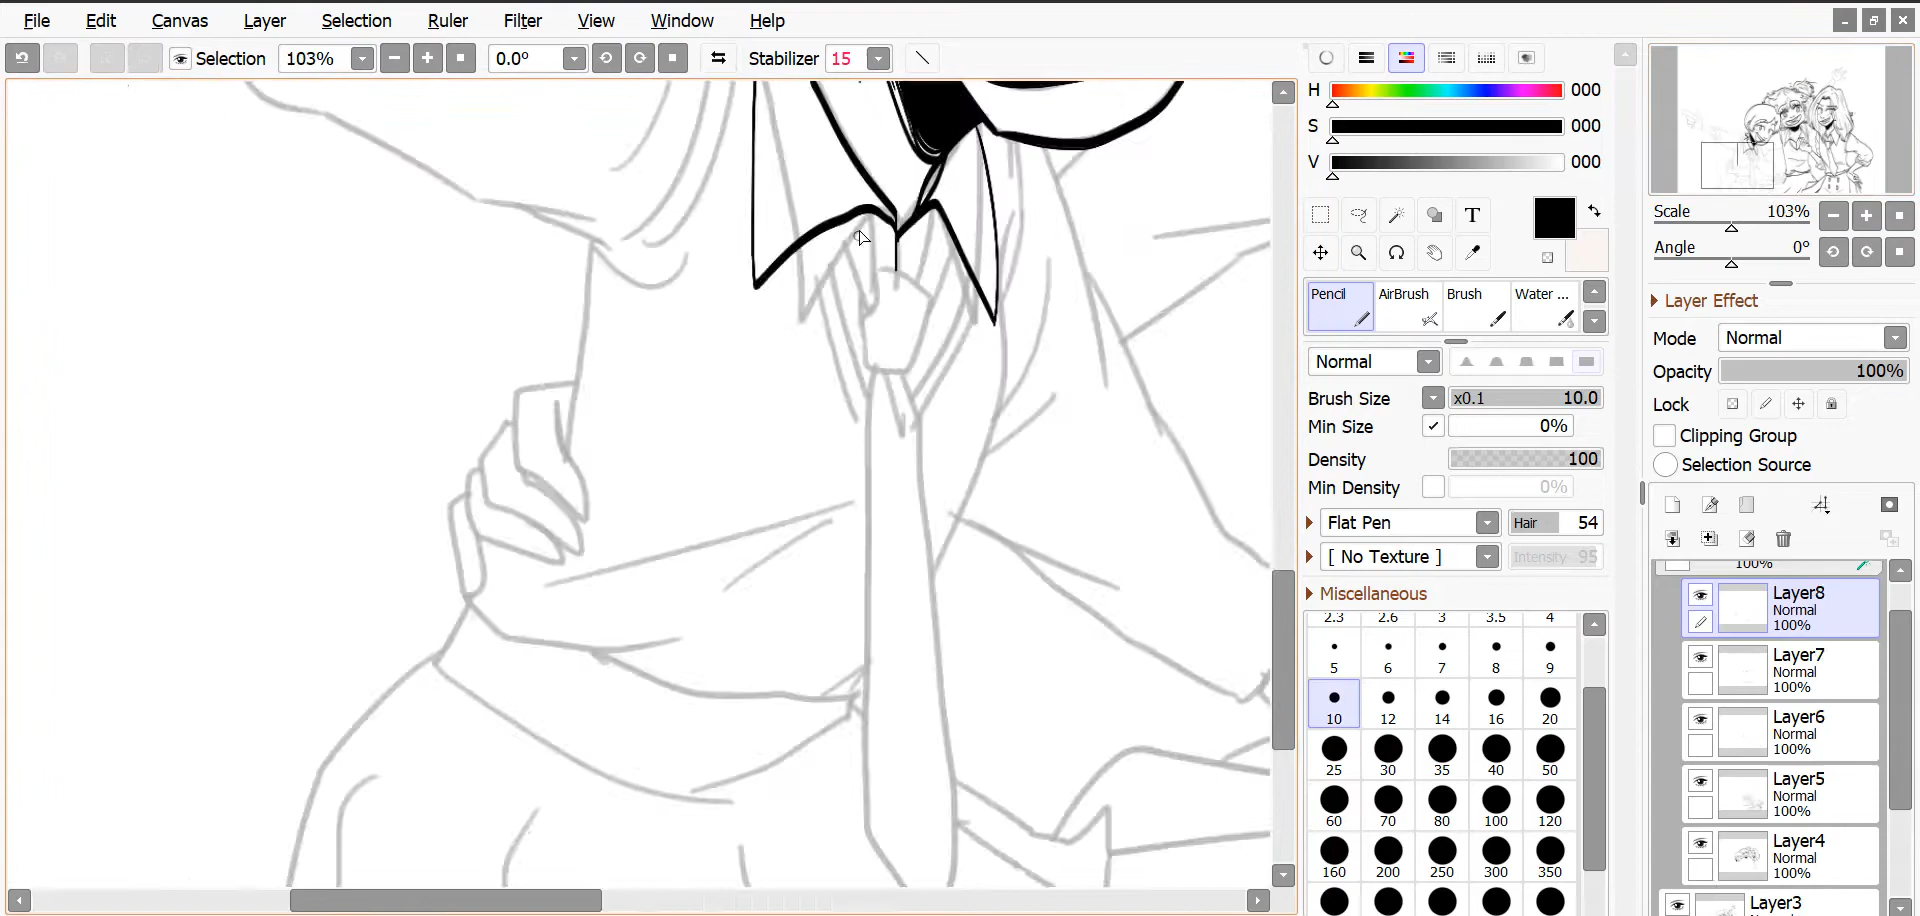 File Edit Canvas Layer Selection Ruler Filter View Window Help
Selection 103% 0.0º Stabilizer 15
H 000
S 000
V 000
T
Pencil AirBrush Brush Water ...
Normal
Brush Size x0.1 10.0
Min Size 0%
Density 100
Min Density 0%
Flat Pen Hair 54
[ No Texture ] Intensity 95
Miscellaneous
2.3 2.6 3 3.5 4
5 6 7 8 9
10 12 14 16 20
25 30 35 40 50
60 70 80 100 120
160 200 250 300 350
Scale 103%
Angle 0°
Layer Effect
Mode Normal
Opacity 100%
Lock
Clipping Group
Selection Source
100%
Layer8
Normal
100%
Layer7
Normal
100%
Layer6
Normal
100%
Layer5
Normal
100%
Layer4
Normal
100%
Layer3